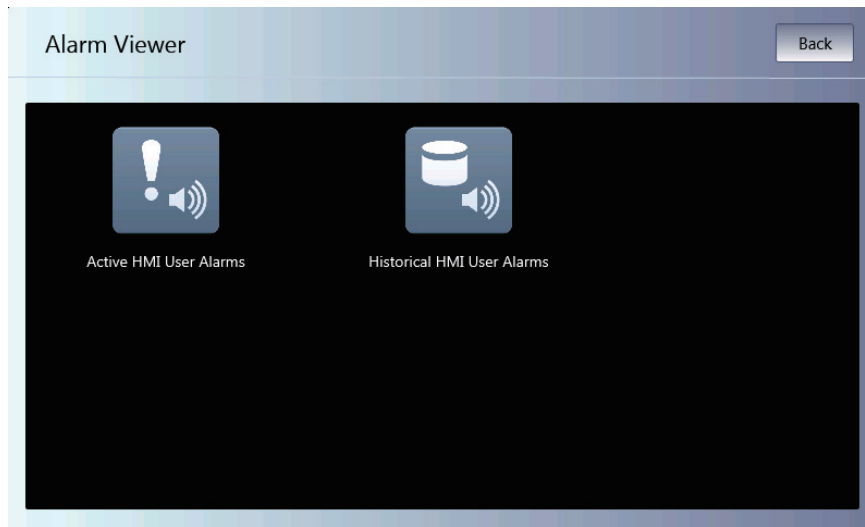 Alarm Viewer
Back
Active HMI User Alarms
Historical HMI User Alarms